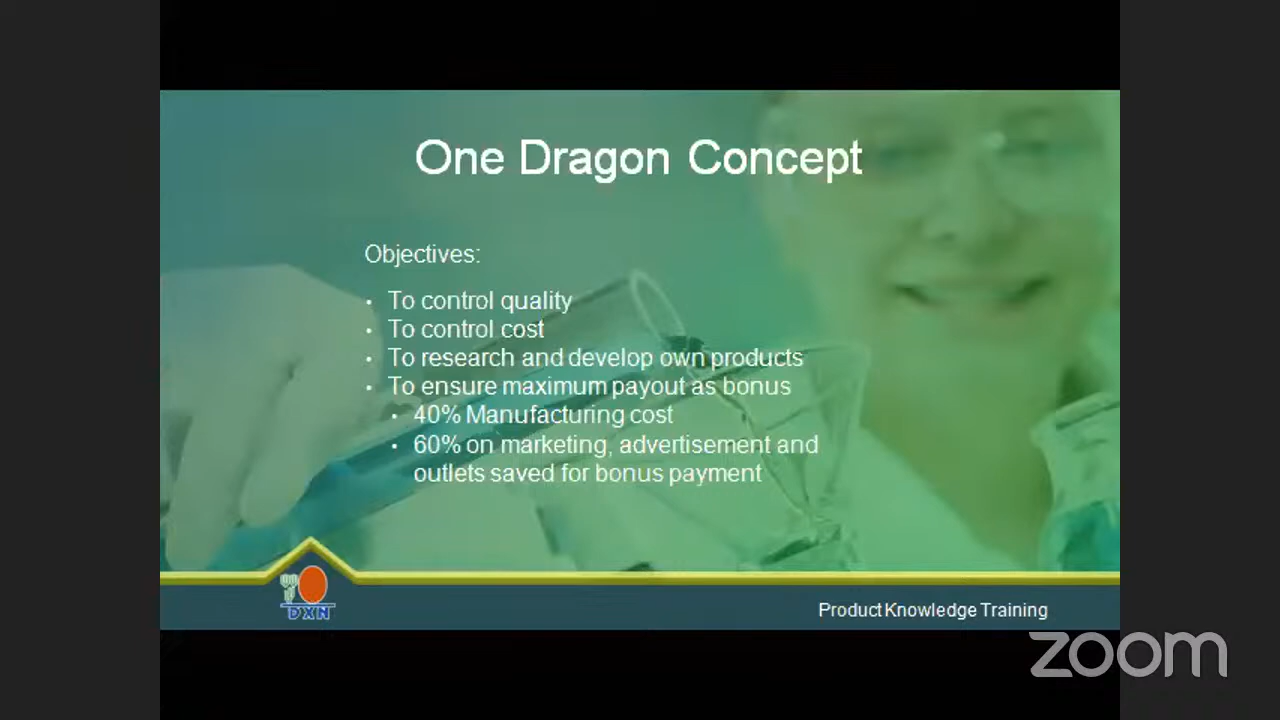 One Dragon Concept
Objectives:
• To control quality
• To control cost
• To research and develop own products
• To ensure maximum payout as bonus
• 40% Manufacturing cost
• 60% on marketing, advertisement and
outlets saved for bonus payment
DXN
Product Knowledge Training
zoom